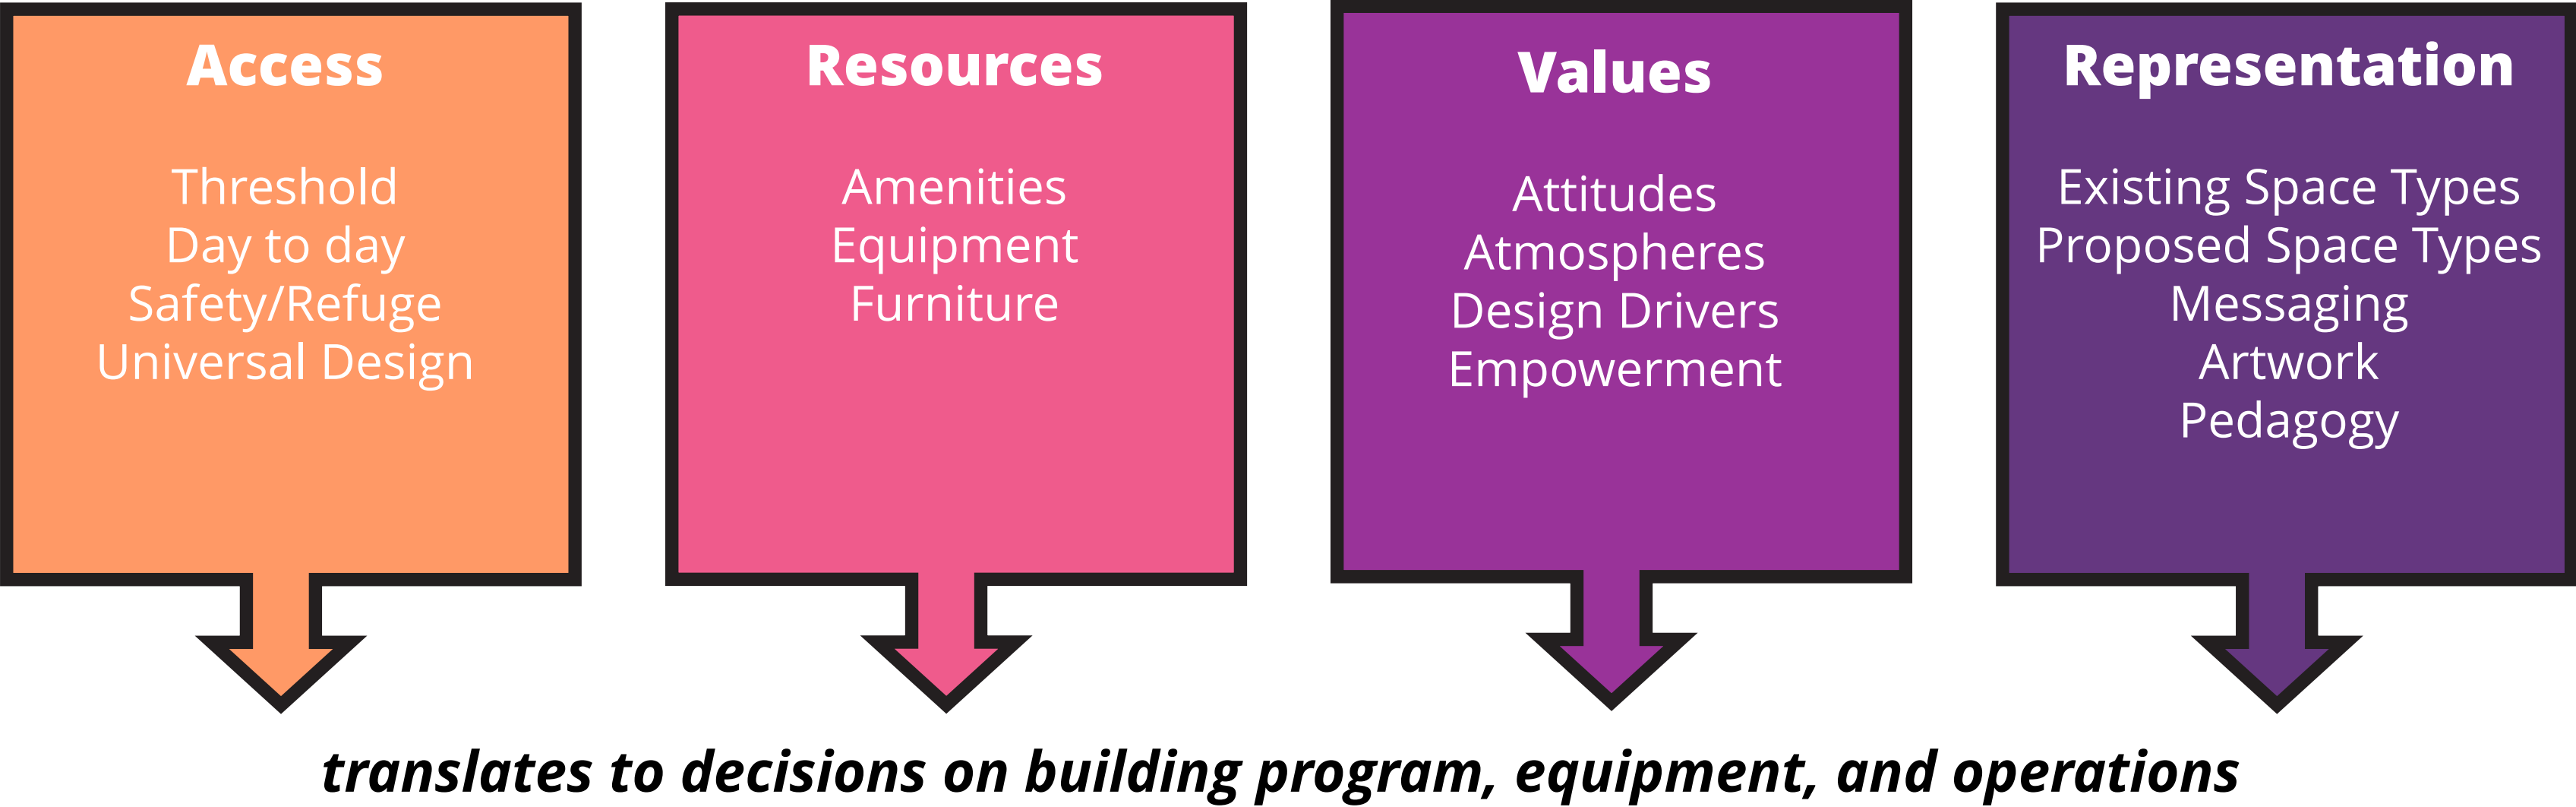 Access
Threshold
Day to day
Safety/Refuge
Universal Design
Resources
Amenities
Equipment
Furniture
Values
Attitudes
Atmospheres
Design Drivers
Empowerment
Representation
Existing Space Types
Proposed Space Types
Messaging
Artwork
Pedagogy
translates to decisions on building program, equipment, and operations